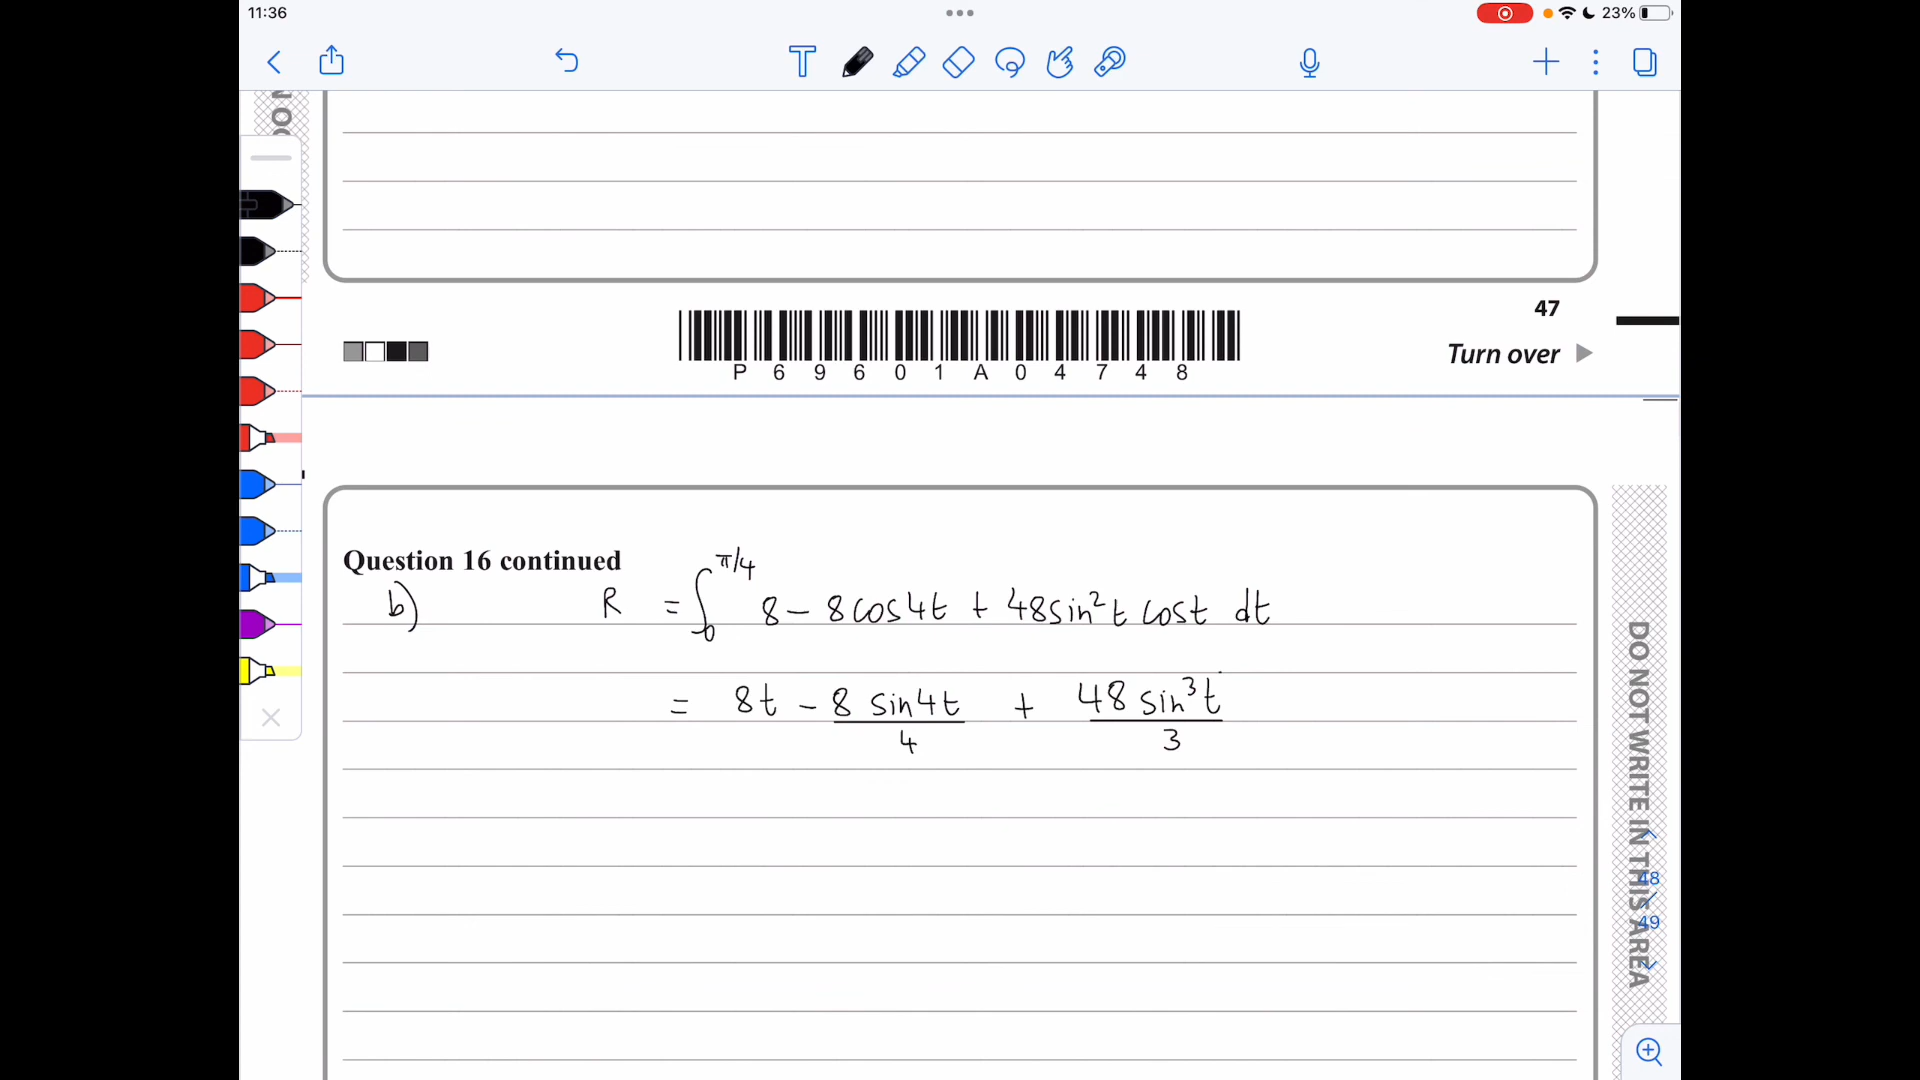 11:36
23%
47
Turn over
P 6 9 6 0 1 A 0 4 7 4 8
Question 16 continued
b) R = ∫₀^π/4 8 − 8cos4t + 48sin²t cost dt
= 8t − 8 sin4t/4 + 48 sin³t/3
DO NOT WRITE IN THIS AREA
48
49